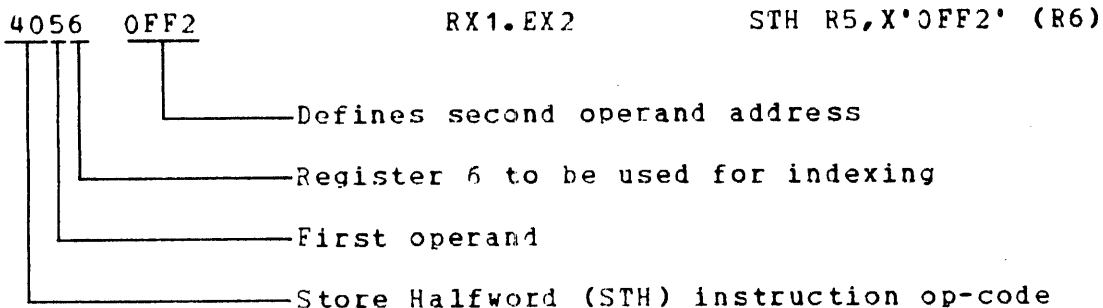 4056 0FF2 RX1.EX2 STH R5,X'0FF2' (R6)
Defines second operand address
Register 6 to be used for indexing
First operand
Store Halfword (STH) instruction op-code